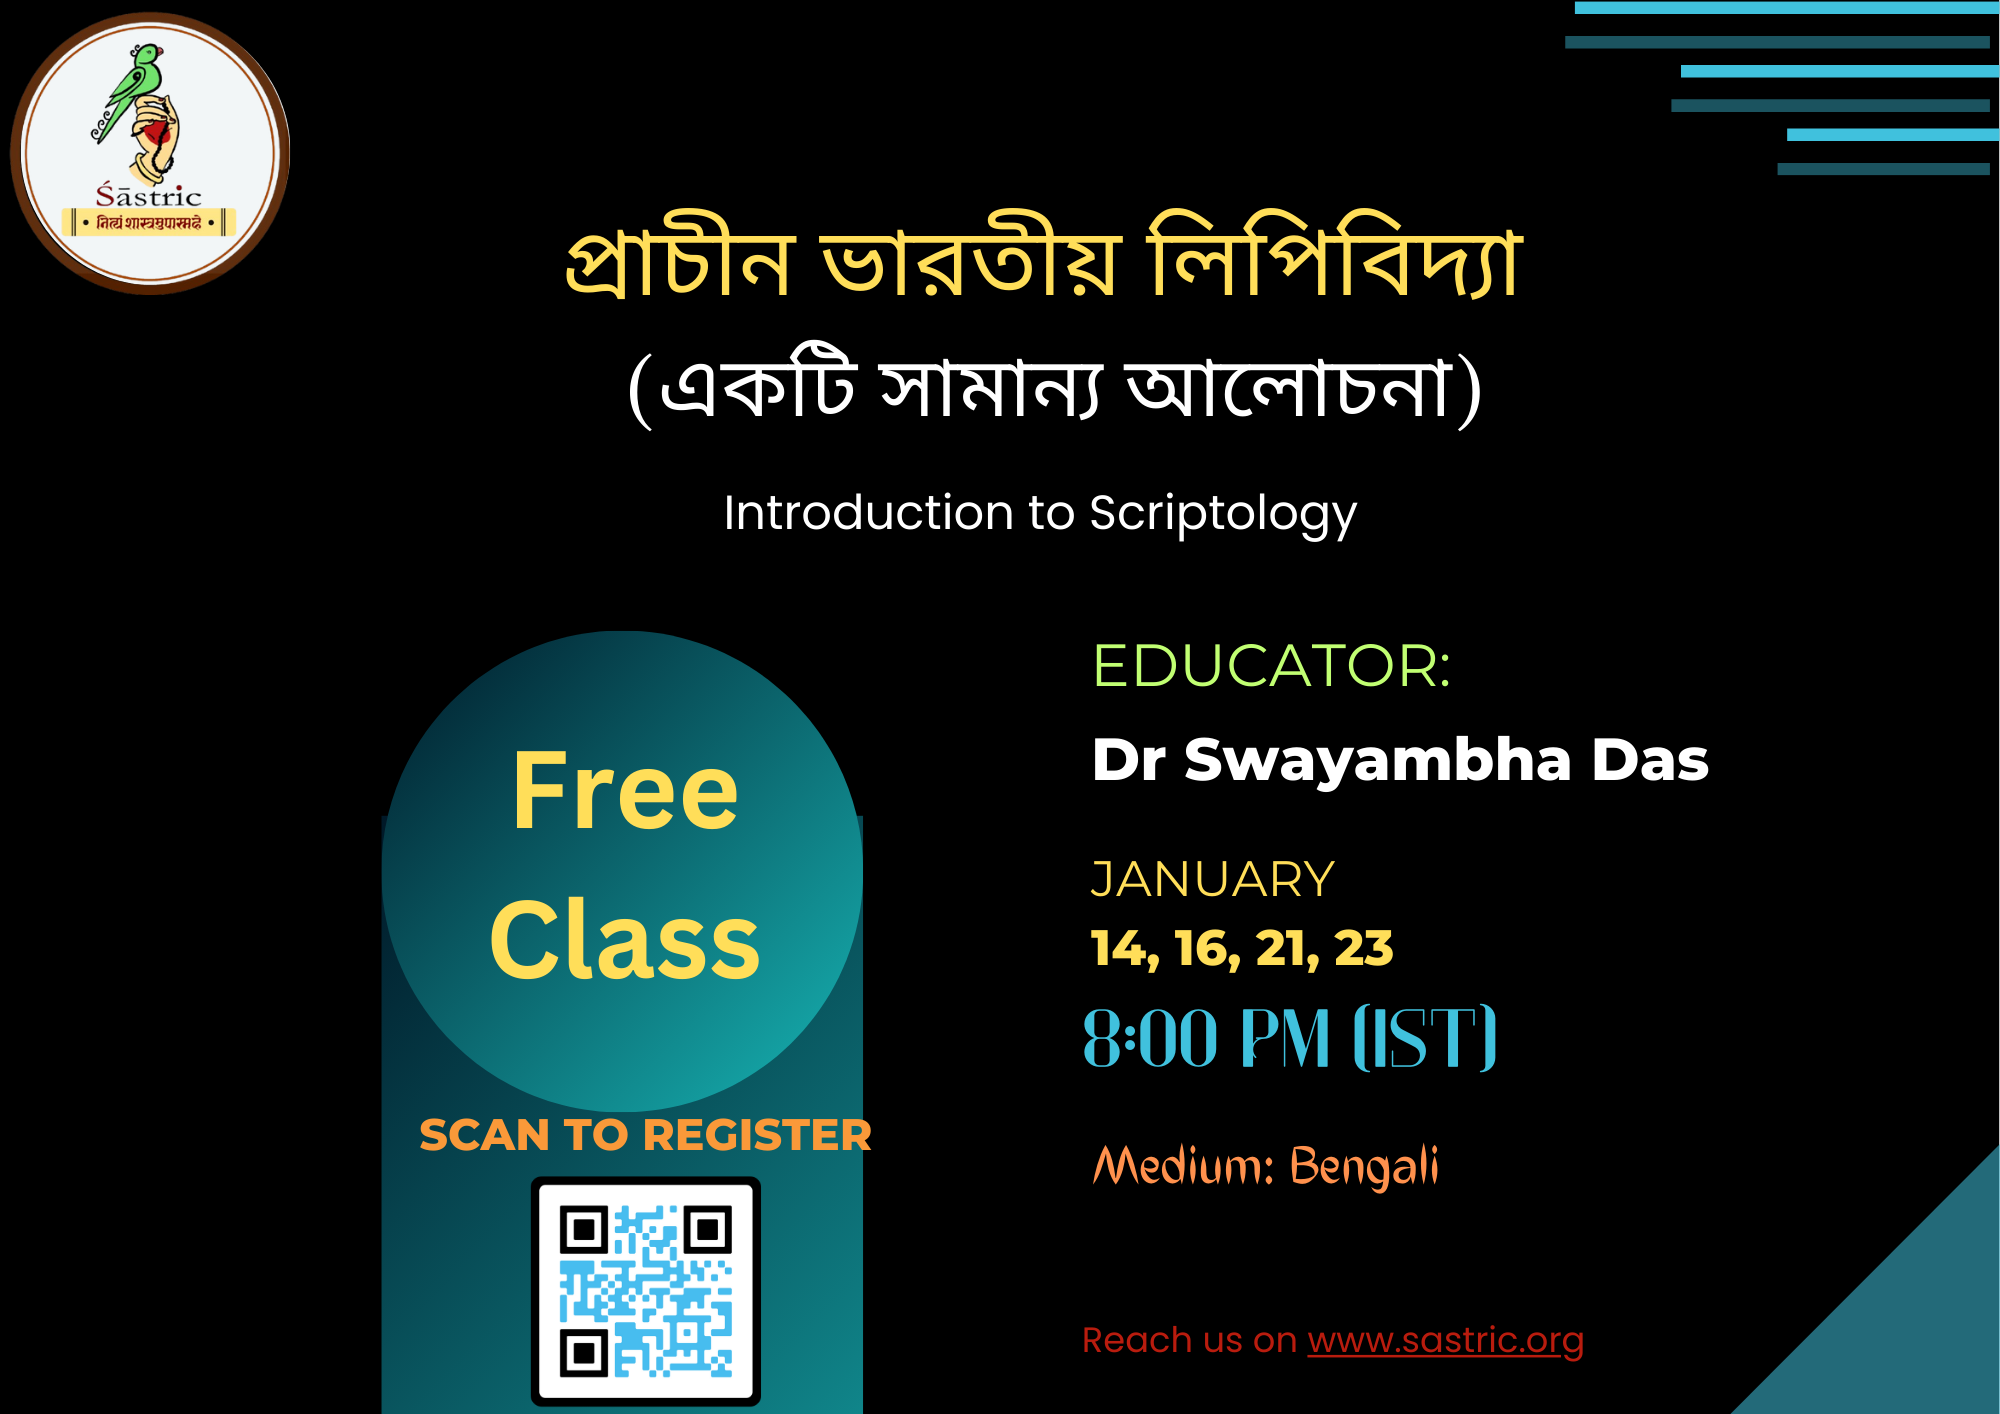 Śāstric
॥ • नित्यं शास्त्रमुपास्महे • ॥
প্রাচীন ভারতীয় লিপিবিদ্যা
(একটি সামান্য আলোচনা)
Introduction to Scriptology
Free
Class
SCAN TO REGISTER
EDUCATOR:
Dr Swayambha Das
JANUARY
14, 16, 21, 23
8:00 PM (IST)
Medium: Bengali
Reach us on www.sastric.org